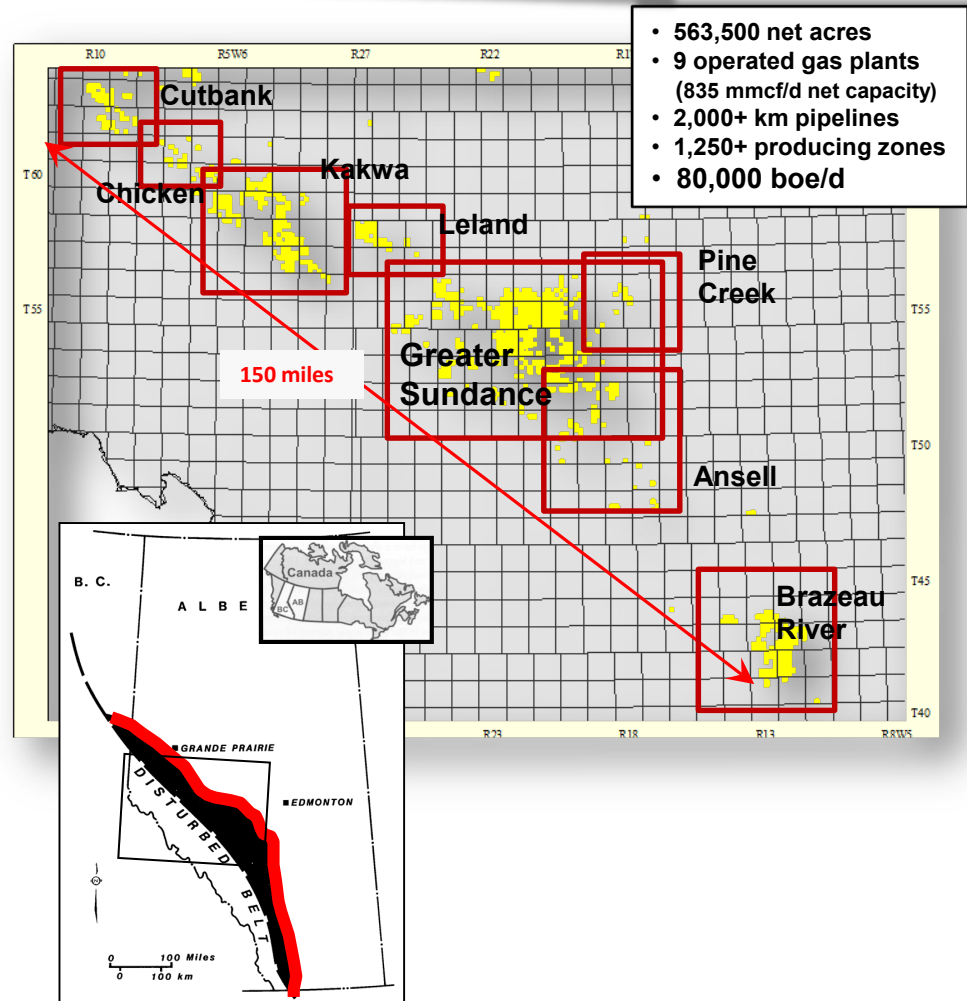 • 563,500 net acres
• 9 operated gas plants
(835 mmcf/d net capacity)
• 2,000+ km pipelines
• 1,250+ producing zones
• 80,000 boe/d
R10 R5W6 R27 R22
Cutbank
T60
Chicken
Kakwa
Leland
Pine
Creek
T55 T55
Greater
Sundance
150 miles
T50
Ansell
T45
Brazeau
River
T40
R23 R18 R13 R8W5
B. C.
A L B E
Canada
BC AB
GRANDE PRAIRIE
EDMONTON
DISTURBED BELT
N
0 100 Miles
0 100 km